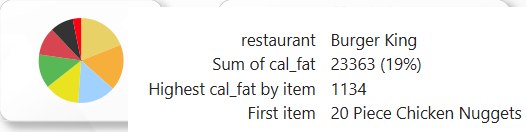 restaurant Burger King
Sum of cal_fat 23363 (19%)
Highest cal_fat by item 1134
First item 20 Piece Chicken Nuggets